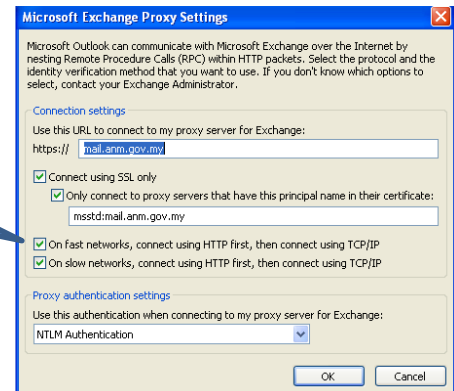 Microsoft Exchange Proxy Settings
Microsoft Outlook can communicate with Microsoft Exchange over the Internet by
nesting Remote Procedure Calls (RPC) within HTTP packets. Select the protocol and the
identity verification method that you want to use. If you don't know which options to
select, contact your Exchange Administrator.
Connection settings
Use this URL to connect to my proxy server for Exchange:
https:// mail.anm.gov.my
Connect using SSL only
Only connect to proxy servers that have this principal name in their certificate:
msstd:mail.anm.gov.my
On fast networks, connect using HTTP first, then connect using TCP/IP
On slow networks, connect using HTTP first, then connect using TCP/IP
Proxy authentication settings
Use this authentication when connecting to my proxy server for Exchange:
NTLM Authentication
OK Cancel